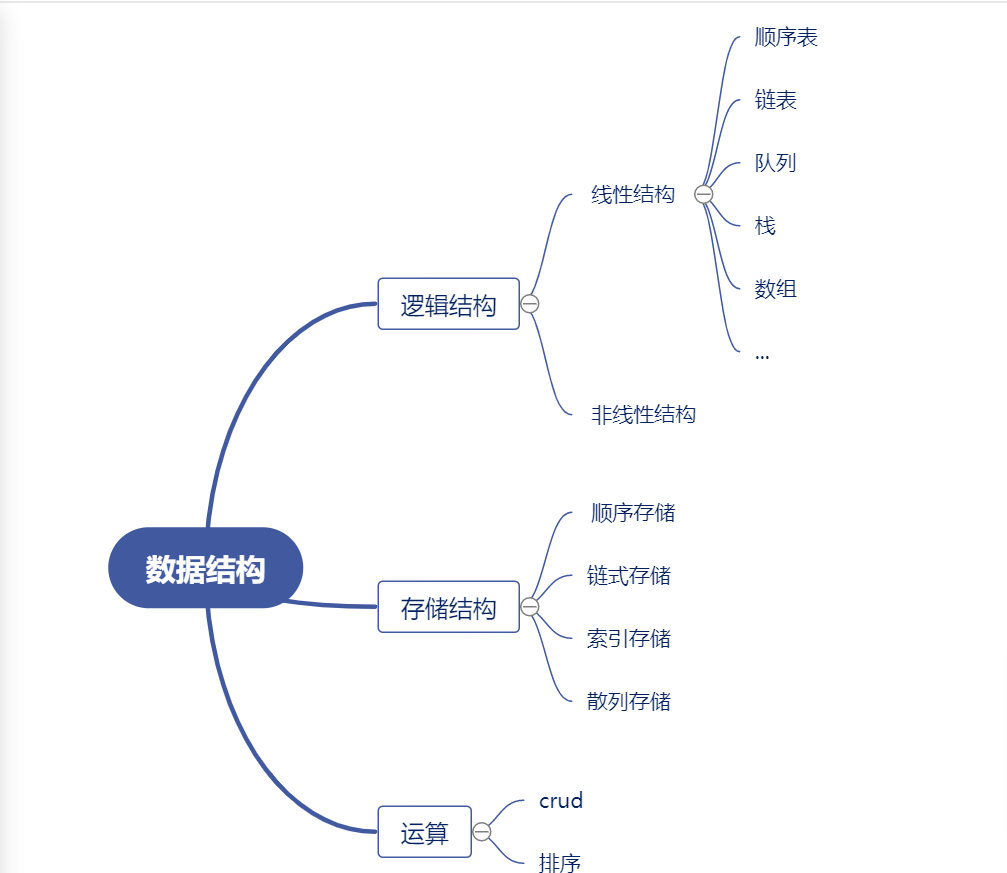 数据结构
逻辑结构
线性结构
顺序表
链表
队列
栈
数组
...
非线性结构
存储结构
顺序存储
链式存储
索引存储
散列存储
运算
crud
排序